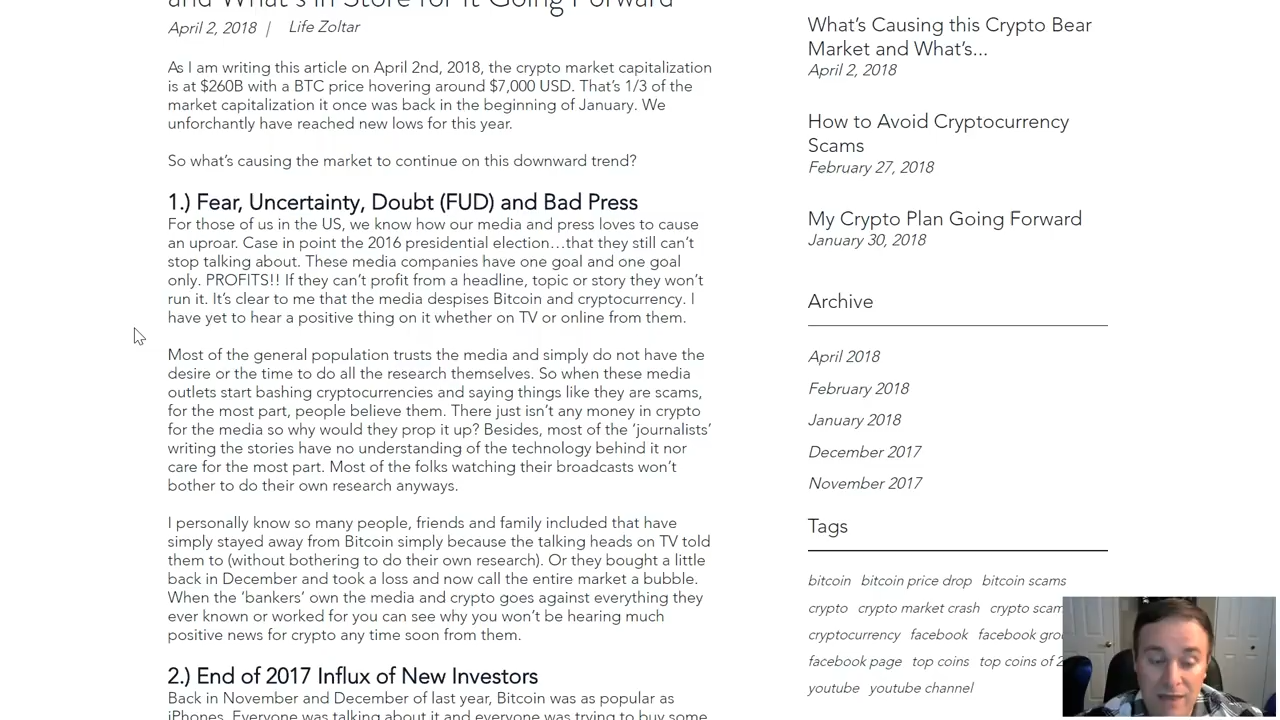 and What's in Store for it Going Forward
April 2, 2018 | Life Zoltar
As I am writing this article on April 2nd, 2018, the crypto market capitalization
is at $260B with a BTC price hovering around $7,000 USD. That's 1/3 of the
market capitalization it once was back in the beginning of January. We
unforchantly have reached new lows for this year.
So what's causing the market to continue on this downward trend?
1.) Fear, Uncertainty, Doubt (FUD) and Bad Press
For those of us in the US, we know how our media and press loves to cause
an uproar. Case in point the 2016 presidential election…that they still can't
stop talking about. These media companies have one goal and one goal
only. PROFITS!! If they can't profit from a headline, topic or story they won't
run it. It's clear to me that the media despises Bitcoin and cryptocurrency. I
have yet to hear a positive thing on it whether on TV or online from them.
Most of the general population trusts the media and simply do not have the
desire or the time to do all the research themselves. So when these media
outlets start bashing cryptocurrencies and saying things like they are scams,
for the most part, people believe them. There just isn't any money in crypto
for the media so why would they prop it up? Besides, most of the 'journalists'
writing the stories have no understanding of the technology behind it nor
care for the most part. Most of the folks watching their broadcasts won't
bother to do their own research anyways.
I personally know so many people, friends and family included that have
simply stayed away from Bitcoin simply because the talking heads on TV told
them to (without bothering to do their own research). Or they bought a little
back in December and took a loss and now call the entire market a bubble.
When the 'bankers' own the media and crypto goes against everything they
ever known or worked for you can see why you won't be hearing much
positive news for crypto any time soon from them.
2.) End of 2017 Influx of New Investors
Back in November and December of last year, Bitcoin was as popular as
iPhones. Everyone was talking about it and everyone was trying to buy some
What's Causing this Crypto Bear
Market and What's...
April 2, 2018
How to Avoid Cryptocurrency
Scams
February 27, 2018
My Crypto Plan Going Forward
January 30, 2018
Archive
April 2018
February 2018
January 2018
December 2017
November 2017
Tags
bitcoin bitcoin price drop bitcoin scams
crypto crypto market crash crypto scam
cryptocurrency facebook facebook gro
facebook page top coins top coins of 2
youtube youtube channel